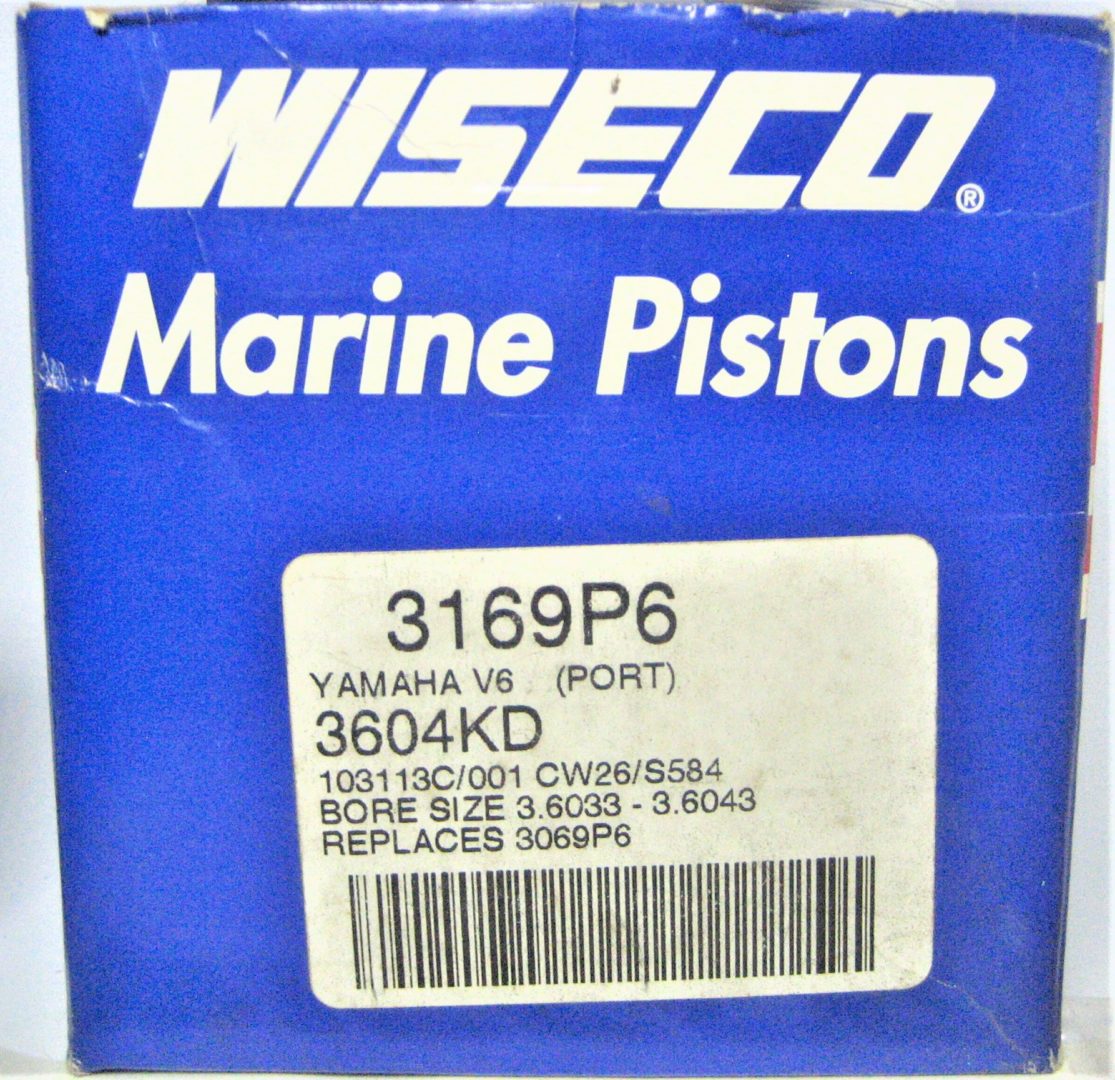 WISECO®
Marine Pistons
3169P6
YAMAHA V6 (PORT)
3604KD
103113C/001 CW26/S584
BORE SIZE 3.6033 - 3.6043
REPLACES 3069P6